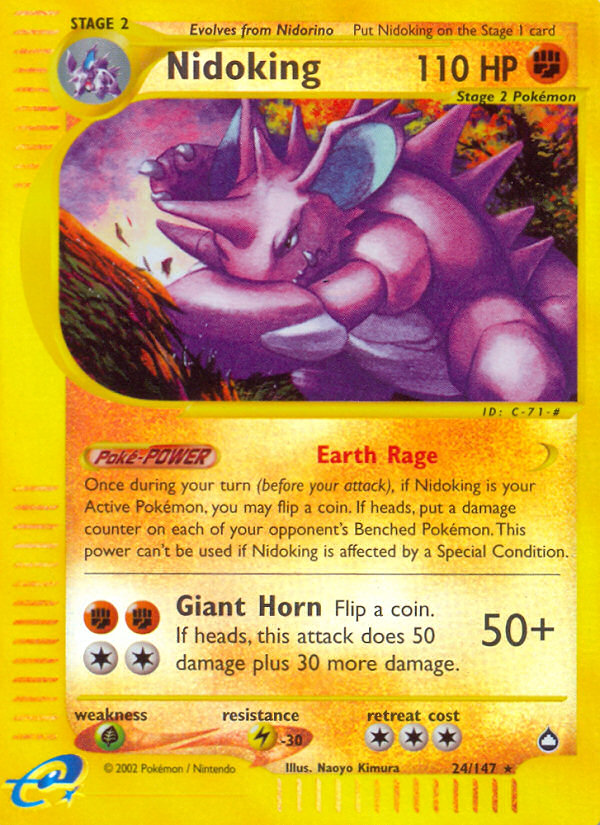 STAGE 2
Evolves from Nidorino Put Nidoking on the Stage 1 card
Nidoking 110 HP
Stage 2 Pokémon
ID: C-71-#
Poké-POWER Earth Rage
Once during your turn (before your attack), if Nidoking is your
Active Pokémon, you may flip a coin. If heads, put a damage
counter on each of your opponent's Benched Pokémon. This
power can't be used if Nidoking is affected by a Special Condition.
Giant Horn Flip a coin.
If heads, this attack does 50
damage plus 30 more damage.
50+
weakness resistance retreat cost
-30
© 2002 Pokémon / Nintendo Illus. Naoyo Kimura 24/147 ★
e